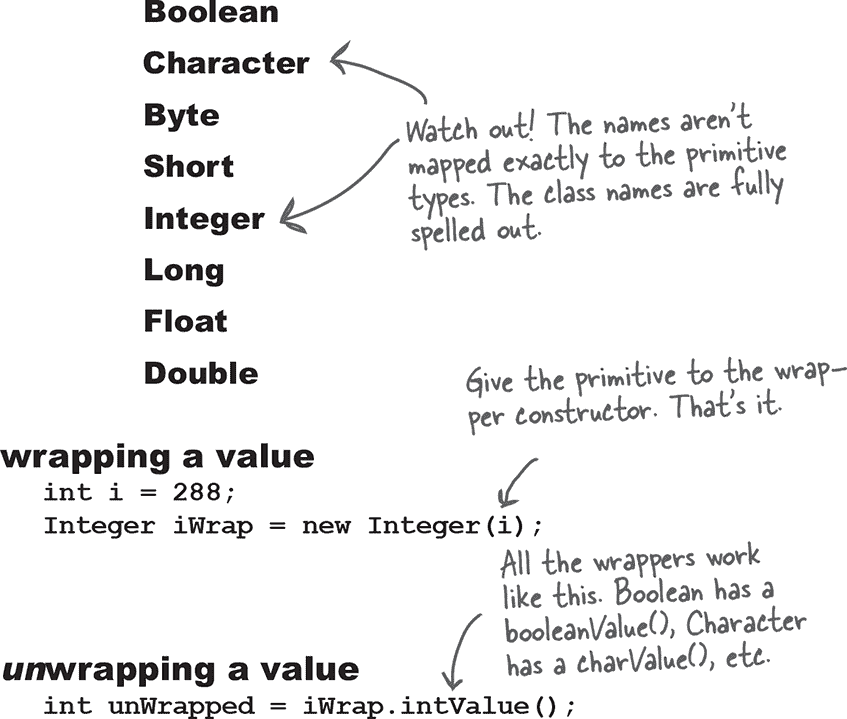 Boolean
Character
Byte
Short
Integer
Long
Float
Double
Watch out! The names aren't
mapped exactly to the primitive
types. The class names are fully
spelled out.
Give the primitive to the wrap-
per constructor. That's it.
wrapping a value
int i = 288;
Integer iWrap = new Integer(i);
All the wrappers work
like this. Boolean has a
booleanValue(), Character
has a charValue(), etc.
unwrapping a value
int unWrapped = iWrap.intValue();